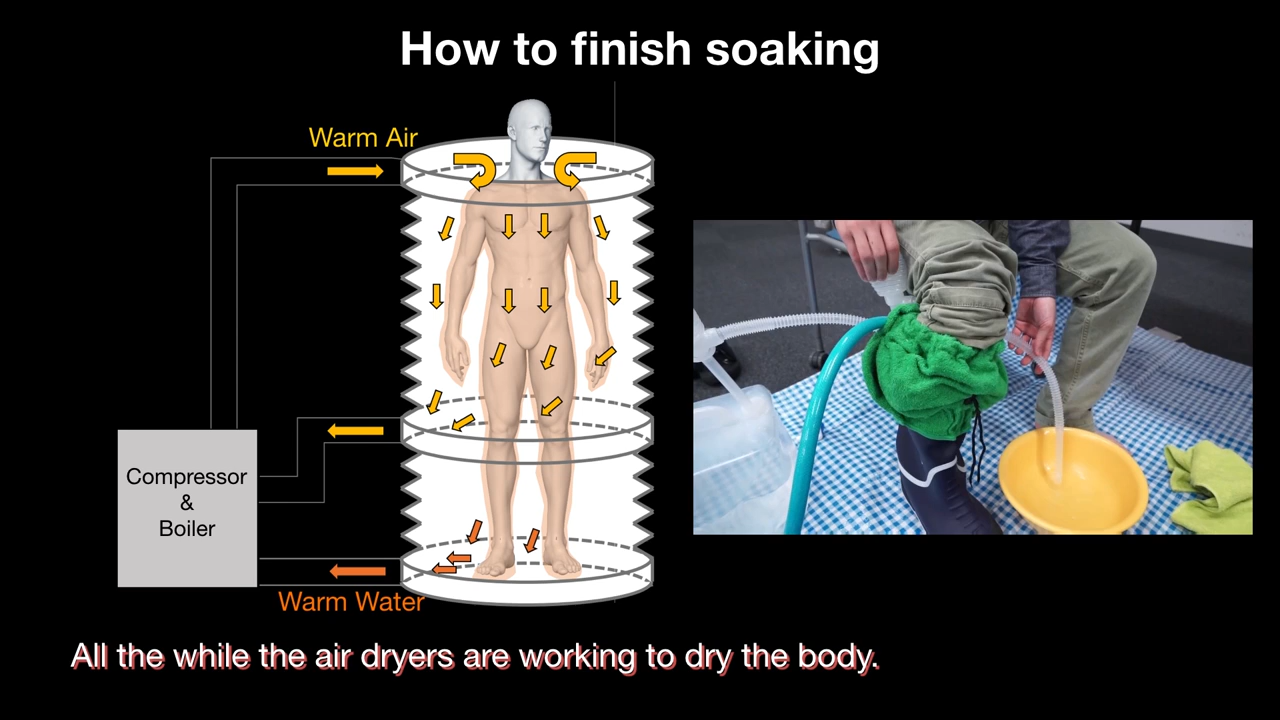 How to finish soaking
Warm Air
Compressor
&
Boiler
Warm Water
All the while the air dryers are working to dry the body.